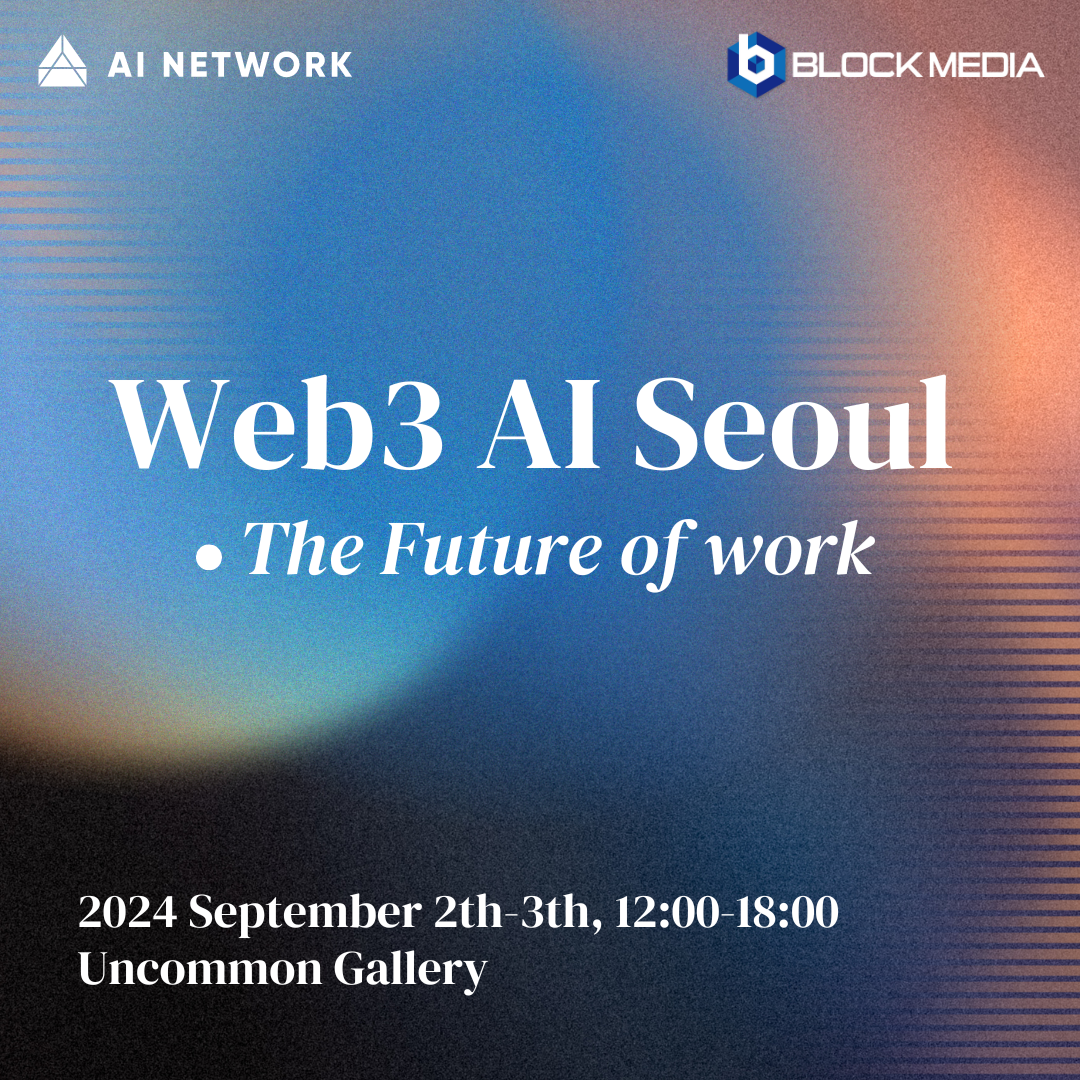 AI NETWORK
BLOCK MEDIA
Web3 AI Seoul
• The Future of work
2024 September 2th-3th, 12:00-18:00
Uncommon Gallery